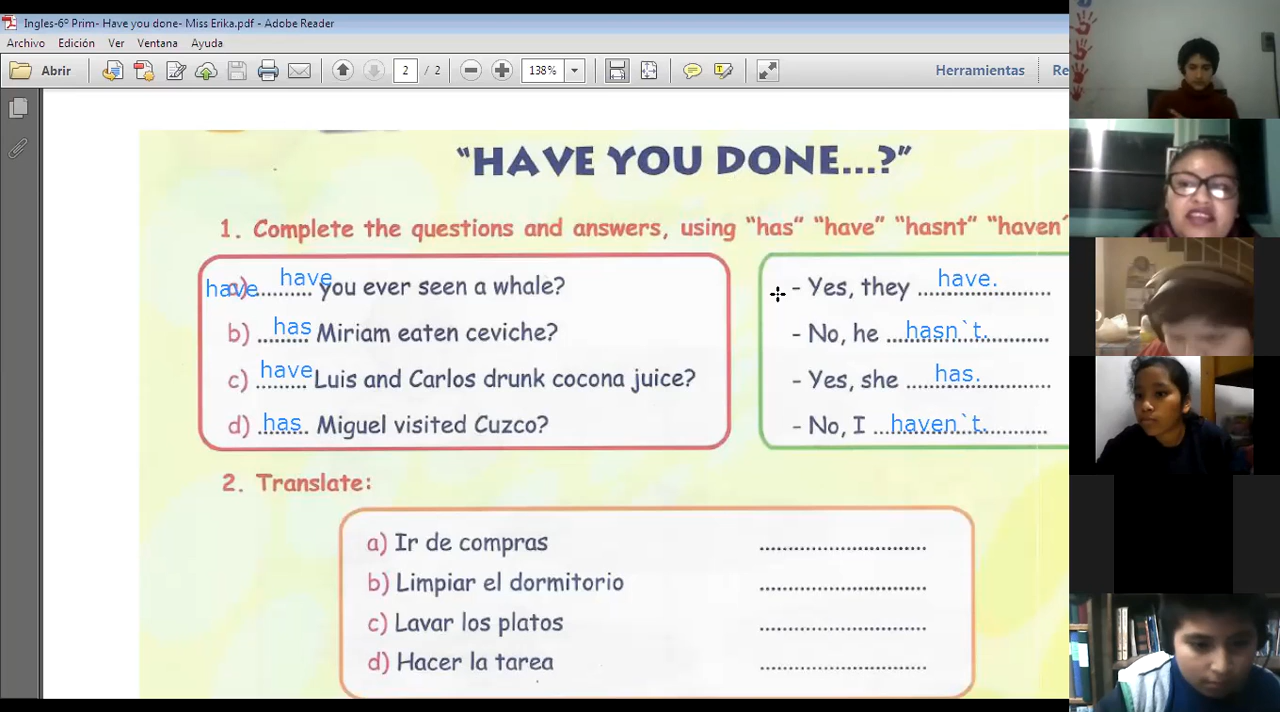 Ingles-6º Prim- Have you done- Miss Erika.pdf - Adobe Reader
Archivo Edición Ver Ventana Ayuda
Abrir 2 / 2 138% Herramientas Re
"HAVE YOU DONE...?"
1. Complete the questions and answers, using "has" "have" "hasnt" "haven´
have a).......... have you ever seen a whale?
b) ......... has Miriam eaten ceviche?
c) ......... have Luis and Carlos drunk cocona juice?
d) ......... has Miguel visited Cuzco?
- Yes, they have.
- No, he hasn`t.
- Yes, she has.
- No, I haven`t.
2. Translate:
a) Ir de compras ..............................
b) Limpiar el dormitorio ..............................
c) Lavar los platos ..............................
d) Hacer la tarea ..............................